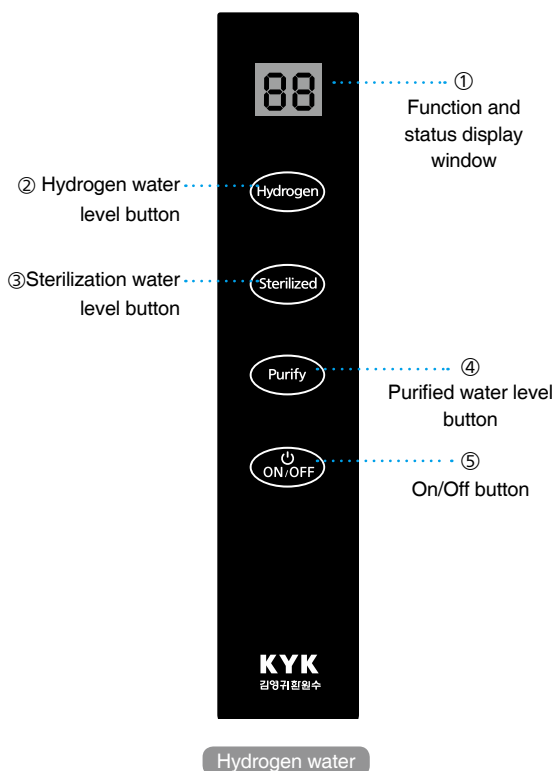 88
①
Function and
status display
window
② Hydrogen water
level button
Hydrogen
③Sterilization water
level button
Sterilized
Purify
④
Purified water level
button
ON/OFF
⑤
On/Off button
KYK
김영귀환원수
Hydrogen water